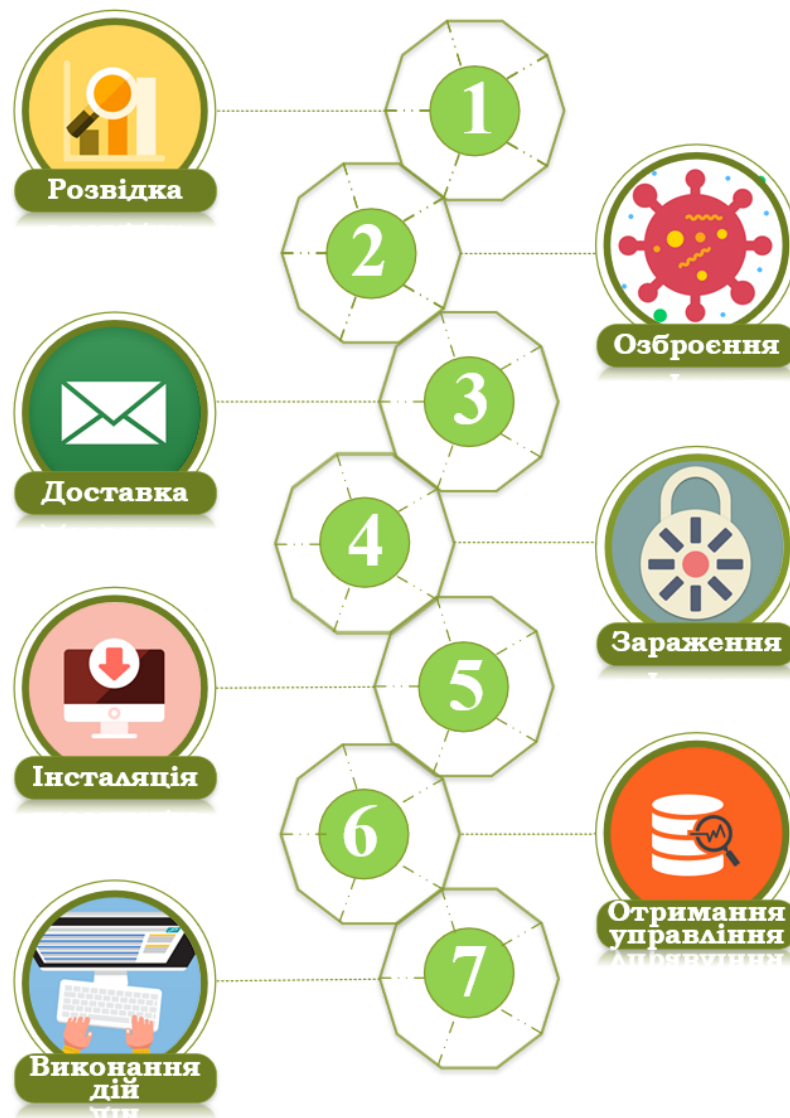 1
Розвідка
2
Озброєння
3
Доставка
4
Зараження
5
Інсталяція
6
Отримання
управління
7
Виконання
дій